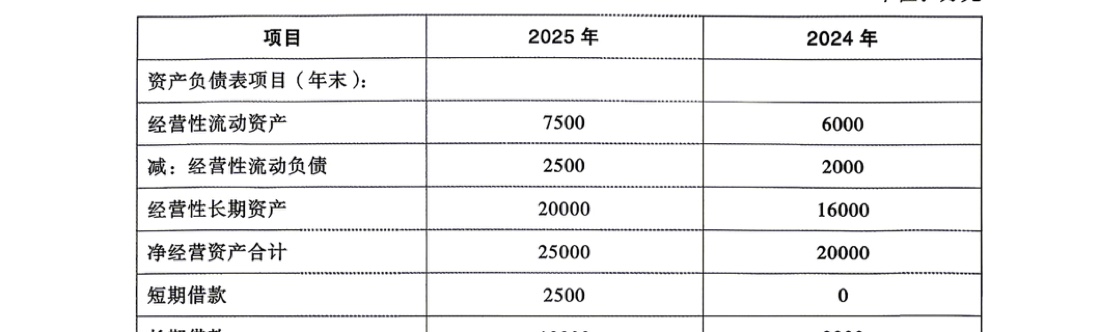 项目 2025 年 2024 年
资产负债表项目（年末）：
经营性流动资产 7500 6000
减：经营性流动负债 2500 2000
经营性长期资产 20000 16000
净经营资产合计 25000 20000
短期借款 2500 0